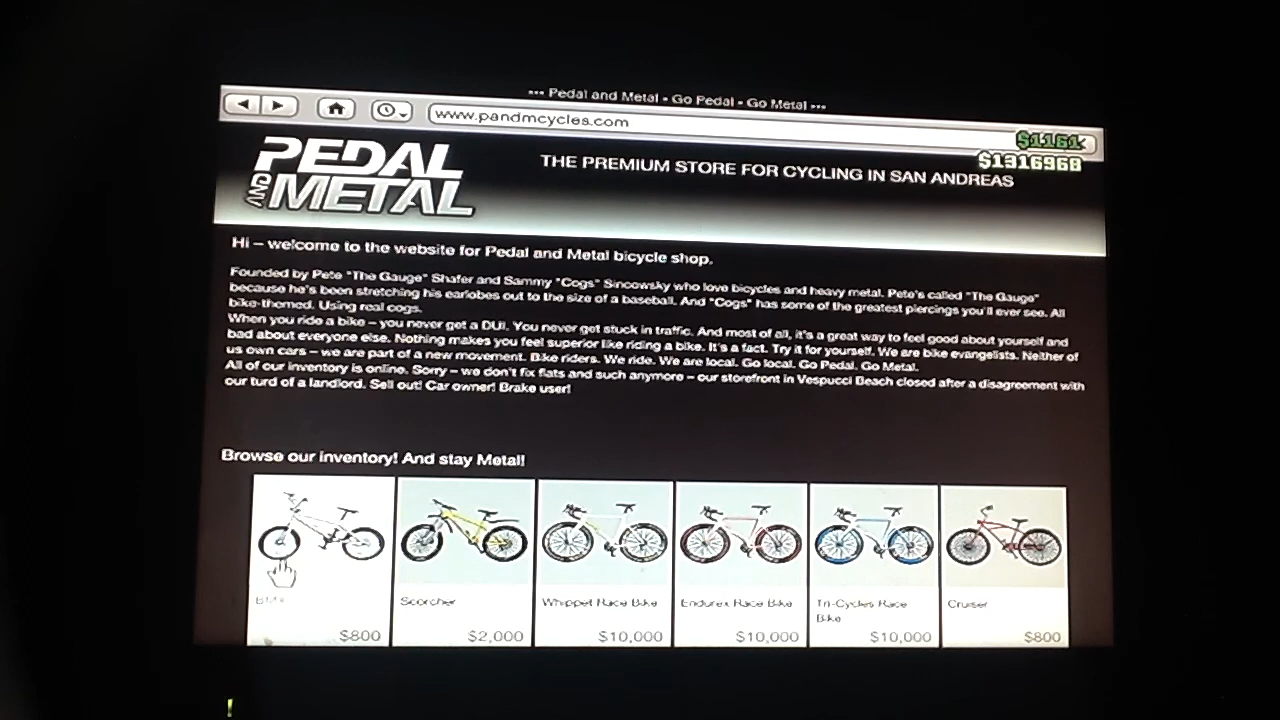 ••• Pedal and Metal - Go Pedal - Go Metal •••
www.pandmcycles.com
$1161
$1316968
PEDAL
AND METAL
THE PREMIUM STORE FOR CYCLING IN SAN ANDREAS
Hi – welcome to the website for Pedal and Metal bicycle shop.
Founded by Pete "The Gauge" Shafer and Sammy "Cogs" Sincowsky who love bicycles and heavy metal. Pete's called "The Gauge"
because he's been stretching his earlobes out to the size of a baseball. And "Cogs" has some of the greatest piercings you'll ever see. All
bike-themed. Using real cogs.
When you ride a bike – you never get a DUI. You never get stuck in traffic. And most of all, it's a great way to feel good about yourself and
bad about everyone else. Nothing makes you feel superior like riding a bike. It's a fact. Try it for yourself. We are bike evangelists. Neither of
us own cars – we are part of a new movement. Bike riders. We ride. We are local. Go local. Go Pedal. Go Metal.
All of our inventory is online. Sorry – we don't fix flats and such anymore – our storefront in Vespucci Beach closed after a disagreement with
our turd of a landlord. Sell out! Car owner! Brake user!
Browse our inventory! And stay Metal!
BMX
$800
Scorcher
$2,000
Whippet Race Bike
$10,000
Endurex Race Bike
$10,000
Tri-Cycles Race
Bike
$10,000
Cruiser
$800